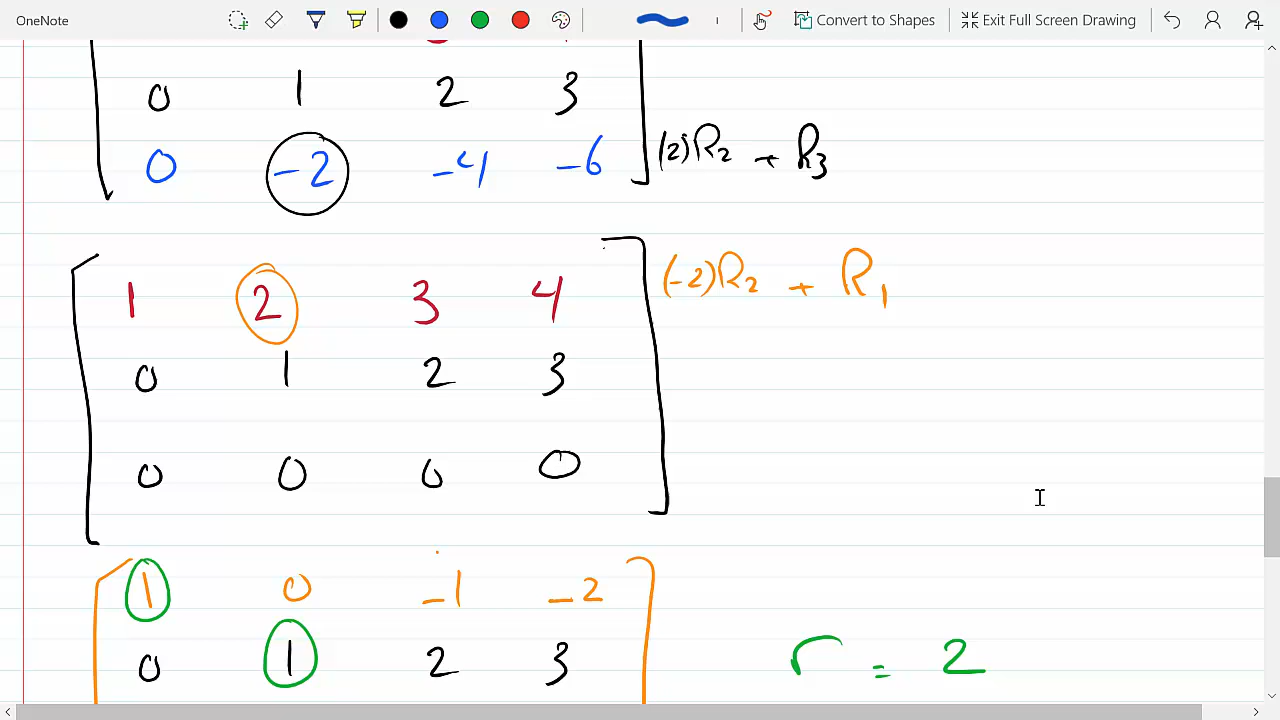 OneNote
Convert to Shapes
Exit Full Screen Drawing
0 1 2 3
0 -2 -4 -6 (2)R2 + R3
1 2 3 4 (-2)R2 + R1
0 1 2 3
0 0 0 0
1 0 -1 -2
0 1 2 3 r = 2